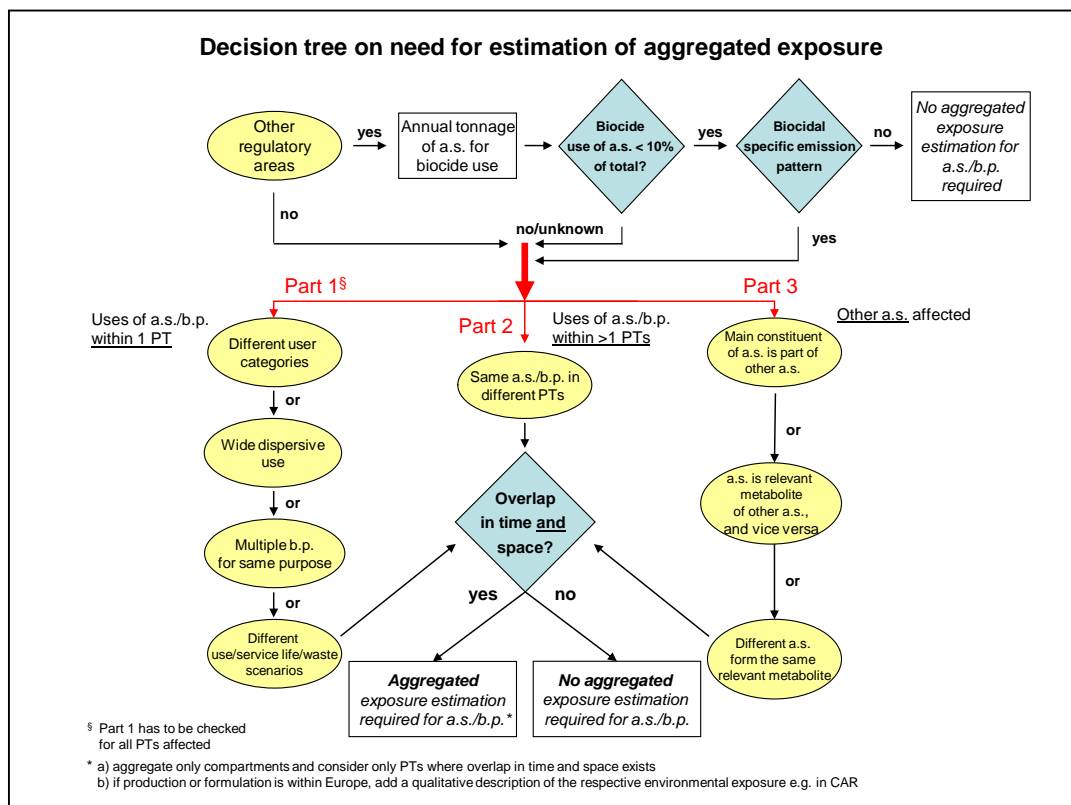 Decision tree on need for estimation of aggregated exposure
Other
regulatory
areas
yes
Annual tonnage
of a.s. for
biocide use
Biocide
use of a.s. < 10%
of total?
yes
Biocidal
specific emission
pattern
no
No aggregated
exposure
estimation for
a.s./b.p.
required
no
no/unknown
yes
Part 1§
Part 2
Part 3
Uses of a.s./b.p.
within 1 PT
Uses of a.s./b.p.
within >1 PTs
Other a.s. affected
Different user
categories
or
Wide dispersive
use
or
Multiple b.p.
for same purpose
or
Different
use/service life/waste
scenarios
Same a.s./b.p. in
different PTs
Overlap
in time and
space?
yes
no
Main constituent
of a.s. is part of
other a.s.
or
a.s. is relevant
metabolite
of other a.s.,
and vice versa
or
Different a.s.
form the same
relevant metabolite
Aggregated
exposure estimation
required for a.s./b.p.*
No aggregated
exposure estimation
required for a.s./b.p.
§ Part 1 has to be checked
for all PTs affected
* a) aggregate only compartments and consider only PTs where overlap in time and space exists
b) if production or formulation is within Europe, add a qualitative description of the respective environmental exposure e.g. in CAR